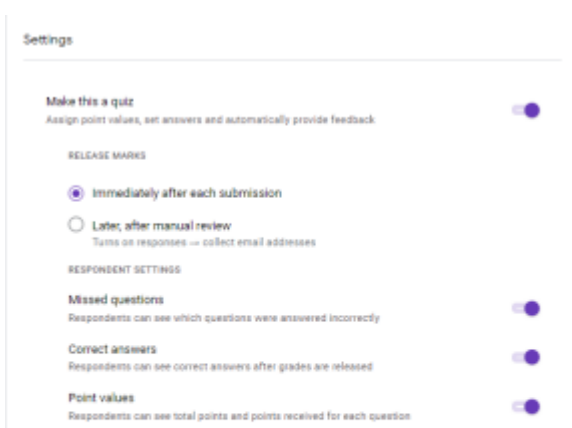 Settings
Make this a quiz
Assign point values, set answers and automatically provide feedback
RELEASE MARKS
Immediately after each submission
Later, after manual review
Turns on responses → collect email addresses
RESPONDENT SETTINGS
Missed questions
Respondents can see which questions were answered incorrectly
Correct answers
Respondents can see correct answers after grades are released
Point values
Respondents can see total points and points received for each question